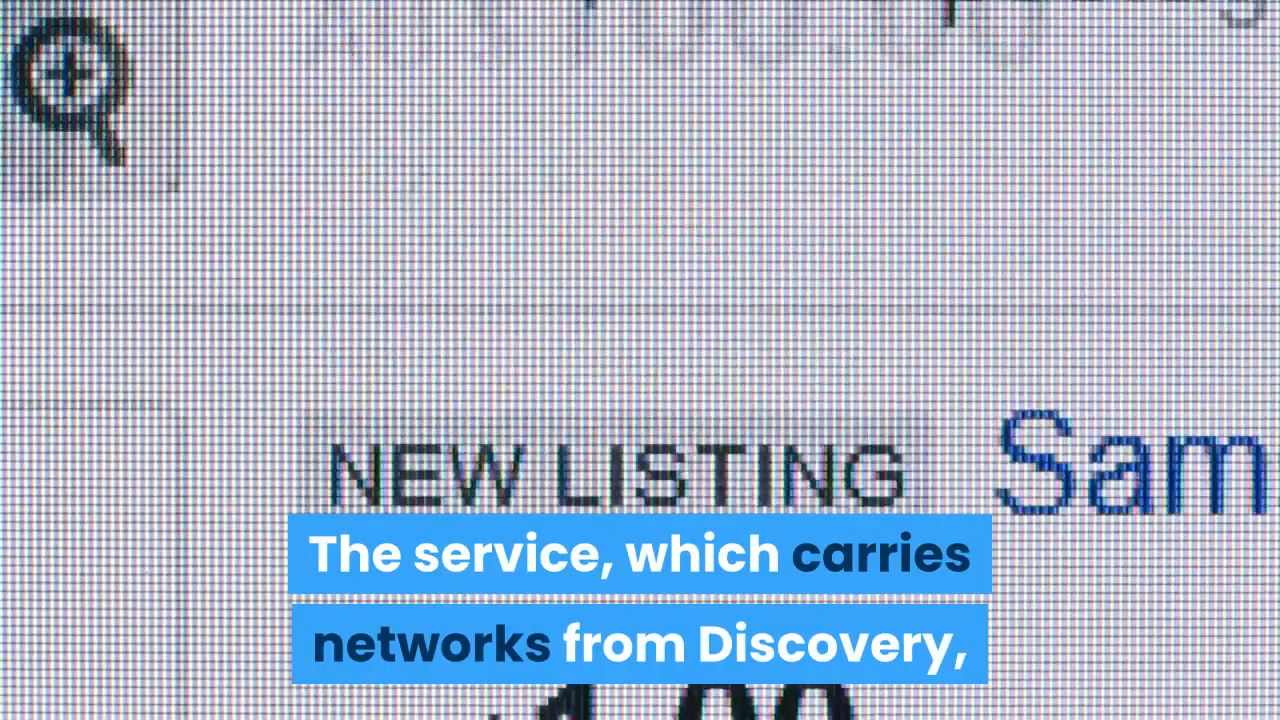 NEW LISTING Sam
The service, which carries
networks from Discovery,